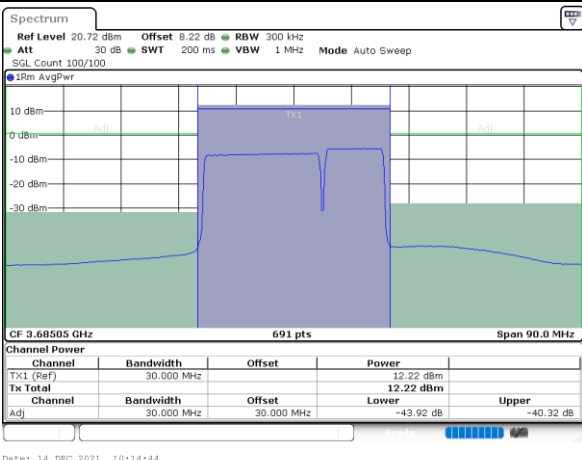 Spectrum
Ref Level 20.72 dBm Offset 8.22 dB RBW 300 kHz
Att 30 dB SWT 200 ms VBW 1 MHz Mode Auto Sweep
SGL Count 100/100
1Rm AvgPwr
10 dBm
TX1
Adj Adj
0 dBm
-10 dBm
-20 dBm
-30 dBm
CF 3.68505 GHz 691 pts Span 90.0 MHz
Channel Power
Channel Bandwidth Offset Power
TX1 (Ref) 30.000 MHz 12.22 dBm
Tx Total 12.22 dBm
Channel Bandwidth Offset Lower Upper
Adj 30.000 MHz 30.000 MHz -43.92 dB -40.32 dB
Ready
Date: 14.DEC.2021 10:14:44